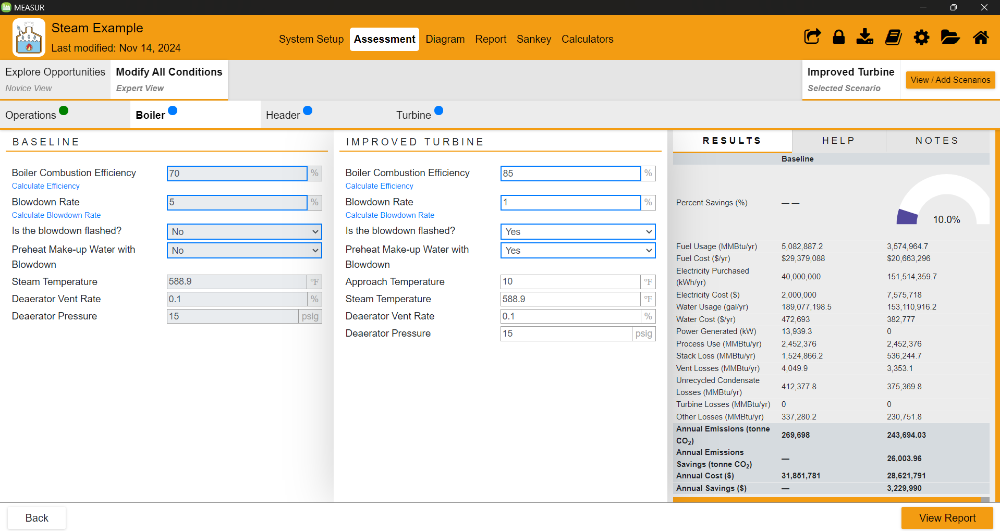 MEASUR
Steam Example
Last modified: Nov 14, 2024
System Setup Assessment Diagram Report Sankey Calculators
Explore Opportunities
Novice View
Modify All Conditions
Expert View
Improved Turbine
Selected Scenario
View / Add Scenarios
Operations Boiler Header Turbine
BASELINE
Boiler Combustion Efficiency 70 %
Calculate Efficiency
Blowdown Rate 5 %
Calculate Blowdown Rate
Is the blowdown flashed? No
Preheat Make-up Water with Blowdown No
Steam Temperature 588.9 °F
Deaerator Vent Rate 0.1 %
Deaerator Pressure 15 psig
IMPROVED TURBINE
Boiler Combustion Efficiency 85 %
Calculate Efficiency
Blowdown Rate 1 %
Calculate Blowdown Rate
Is the blowdown flashed? Yes
Preheat Make-up Water with Blowdown Yes
Approach Temperature 10 °F
Steam Temperature 588.9 °F
Deaerator Vent Rate 0.1 %
Deaerator Pressure 15 psig
RESULTS HELP NOTES
Baseline
Percent Savings (%) — — 10.0%
Fuel Usage (MMBtu/yr) 5,082,887.2 3,574,964.7
Fuel Cost ($/yr) $29,379,088 $20,663,296
Electricity Purchased (kWh/yr) 40,000,000 151,514,359.7
Electricity Cost ($) 2,000,000 7,575,718
Water Usage (gal/yr) 189,077,198.5 153,110,916.2
Water Cost ($/yr) 472,693 382,777
Power Generated (kW) 13,939.3 0
Process Use (MMBtu/yr) 2,452,376 2,452,376
Stack Loss (MMBtu/yr) 1,524,866.2 536,244.7
Vent Losses (MMBtu/yr) 4,049.9 3,353.1
Unrecycled Condensate Losses (MMBtu/yr) 412,377.8 375,369.8
Turbine Losses (MMBtu/yr) 0 0
Other Losses (MMBtu/yr) 337,280.2 230,751.8
Annual Emissions (tonne CO₂) 269,698 243,694.03
Annual Emissions Savings (tonne CO₂) — 26,003.96
Annual Cost ($) 31,851,781 28,621,791
Annual Savings ($) — 3,229,990
Back
View Report